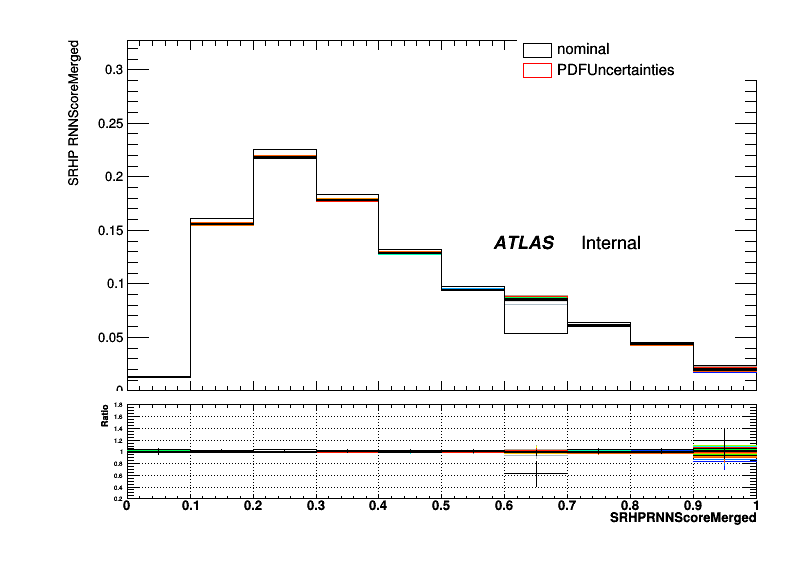 nominal
PDFUncertainties
SRHP RNNScoreMerged
0.3
0.25
0.2
0.15
0.1
0.05
0
ATLAS Internal
Ratio
1.8
1.6
1.4
1.2
1
0.8
0.6
0.4
0.2
0 0.1 0.2 0.3 0.4 0.5 0.6 0.7 0.8 0.9 1
SRHPRNNScoreMerged